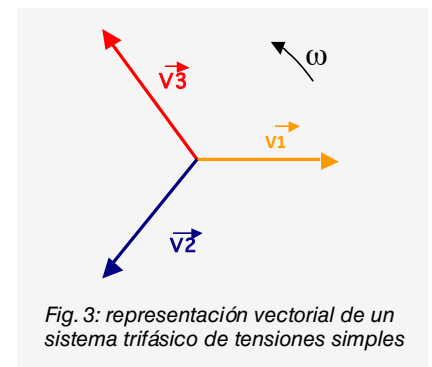 ω
V3
V1
V2
Fig. 3: representación vectorial de un
sistema trifásico de tensiones simples